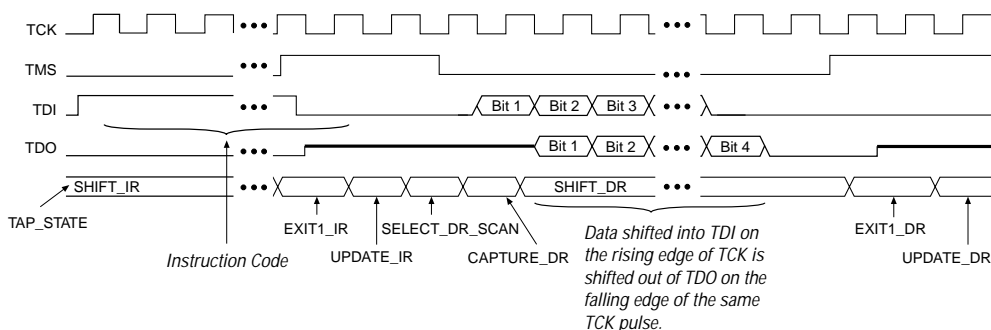 TCK
TMS
TDI Bit 1 Bit 2 Bit 3
TDO Bit 1 Bit 2 Bit 4
SHIFT_IR SHIFT_DR
TAP_STATE
EXIT1_IR SELECT_DR_SCAN
Instruction Code UPDATE_IR CAPTURE_DR
Data shifted into TDI on
the rising edge of TCK is
shifted out of TDO on the
falling edge of the same
TCK pulse.
EXIT1_DR
UPDATE_DR